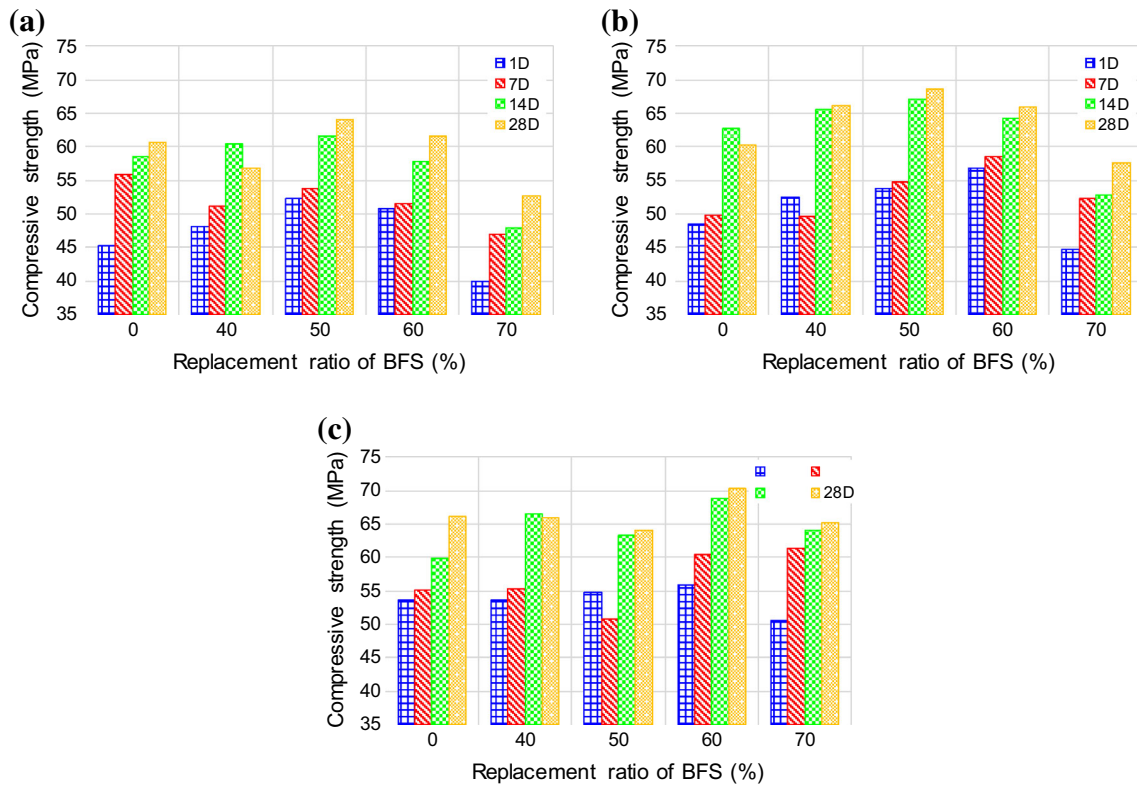 (a)
Compressive strength (MPa)
75
70
65
60
55
50
45
40
35
1D
7D
14D
28D
0 40 50 60 70
Replacement ratio of BFS (%)
(b)
Compressive strength (MPa)
75
70
65
60
55
50
45
40
35
1D
7D
14D
28D
0 40 50 60 70
Replacement ratio of BFS (%)
(c)
Compressive strength (MPa)
75
70
65
60
55
50
45
40
35
28D
0 40 50 60 70
Replacement ratio of BFS (%)